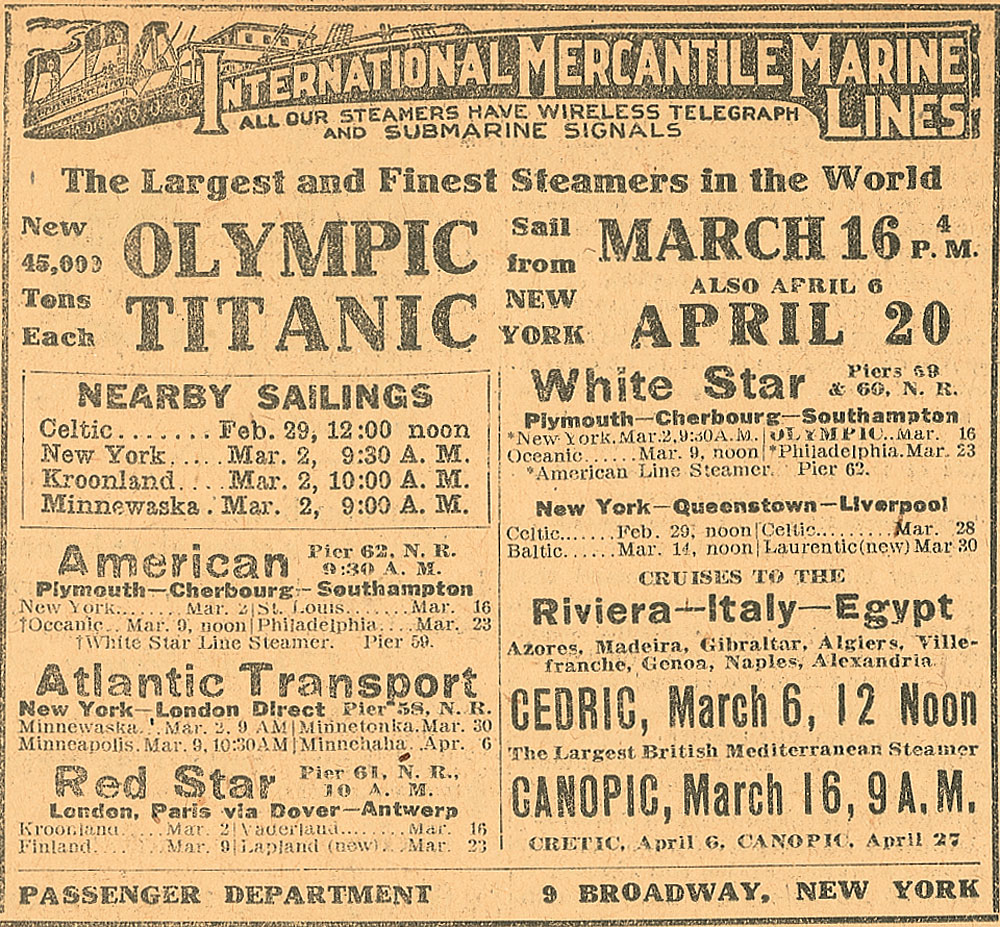 INTERNATIONAL MERCANTILE MARINE
LINES
ALL OUR STEAMERS HAVE WIRELESS TELEGRAPH
AND SUBMARINE SIGNALS
The Largest and Finest Steamers in the World
New
45,000
Tons
Each
OLYMPIC
TITANIC
Sail
from
NEW
YORK
MARCH 16 4 P. M.
ALSO APRIL 6
APRIL 20
NEARBY SAILINGS
Celtic....... Feb. 29, 12:00 noon
New York..... Mar. 2, 9:30 A. M.
Kroonland.... Mar. 2, 10:00 A. M.
Minnewaska . Mar. 2, 9:00 A. M.
American Pier 62, N. R.
9:30 A. M.
Plymouth—Cherbourg—Southampton
New York....... Mar. 2|St. Louis....... Mar. 16
†Oceanic.. Mar. 9, noon|Philadelphia.... Mar. 23
†White Star Line Steamer. Pier 59.
Atlantic Transport
New York—London Direct Pier 58, N. R.
Minnewaska. Mar. 2, 9 AM|Minnetonka.Mar. 30
Minneapolis.Mar. 9, 10:30AM|Minnehaha. Apr. 6
Red Star Pier 61, N. R.,
10 A. M.
London, Paris via Dover—Antwerp
Kroonland..... Mar. 2|Vaderland....... Mar. 16
Finland..... Mar. 9|Lapland (new)... Mar. 23
White Star Piers 59
& 60, N. R.
Plymouth—Cherbourg—Southampton
*New York.Mar.2,9:30A.M.|OLYMPIC..Mar. 16
Oceanic...... Mar. 9, noon|*Philadelphia.Mar. 23
*American Line Steamer. Pier 62.
New York—Queenstown—Liverpool
Celtic...... Feb. 29, noon|Celtic......... Mar. 28
Baltic...... Mar. 14, noon|Laurentic(new) Mar 30
CRUISES TO THE
Riviera—Italy—Egypt
Azores, Madeira, Gibraltar, Algiers, Ville-
franche, Genoa, Naples, Alexandria
CEDRIC, March 6, 12 Noon
The Largest British Mediterranean Steamer
CANOPIC, March 16, 9 A. M.
CRETIC, April 6, CANOPIC, April 27
PASSENGER DEPARTMENT 9 BROADWAY, NEW YORK